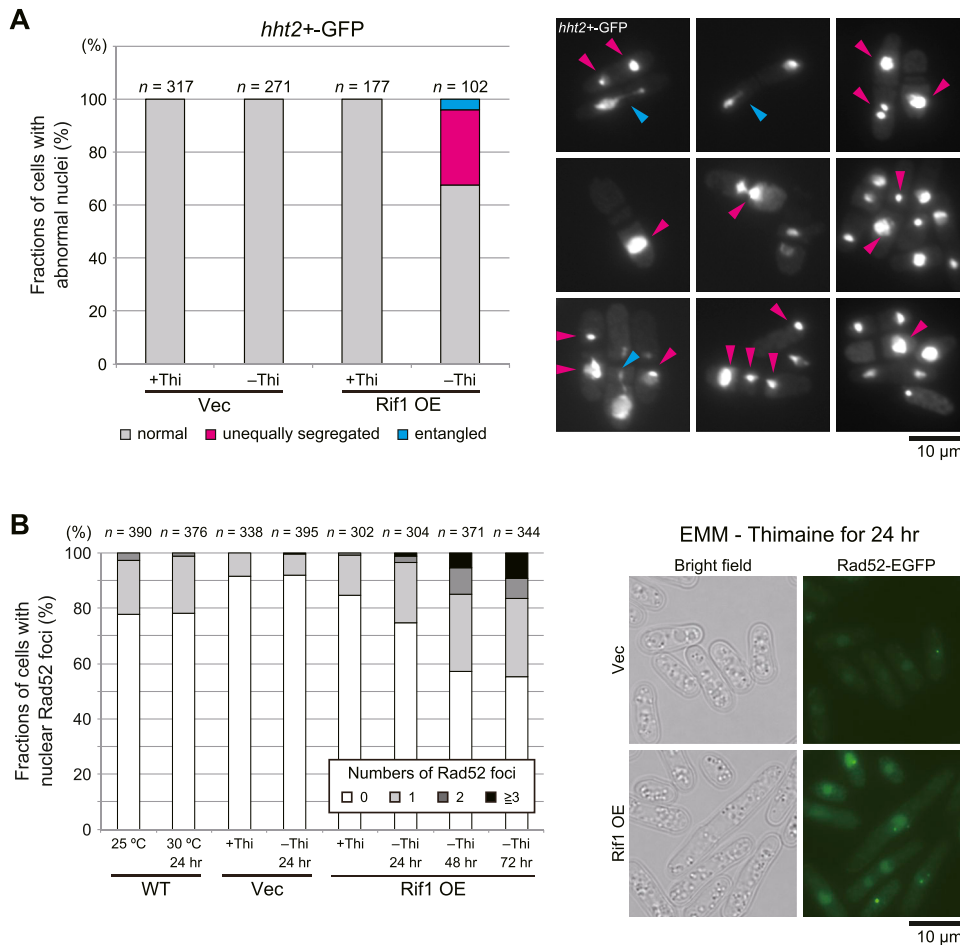 A
hht2+-GFP
(%)
n = 317
n = 271
n = 177
n = 102
100
80
60
40
20
0
Fractions of cells with
abnormal nuclei (%)
+Thi
–Thi
+Thi
–Thi
Vec
Rif1 OE
normal
unequally segregated
entangled
hht2+-GFP
10 µm
B
(%)
n = 390
n = 376
n = 338
n = 395
n = 302
n = 304
n = 371
n = 344
100
80
60
40
20
0
Fractions of cells with
nuclear Rad52 foci (%)
Numbers of Rad52 foci
0
1
2
≧3
25 ºC
30 ºC
+Thi
–Thi
+Thi
–Thi
–Thi
–Thi
24 hr
24 hr
24 hr
48 hr
72 hr
WT
Vec
Rif1 OE
EMM - Thimaine for 24 hr
Bright field
Rad52-EGFP
Vec
Rif1 OE
10 µm